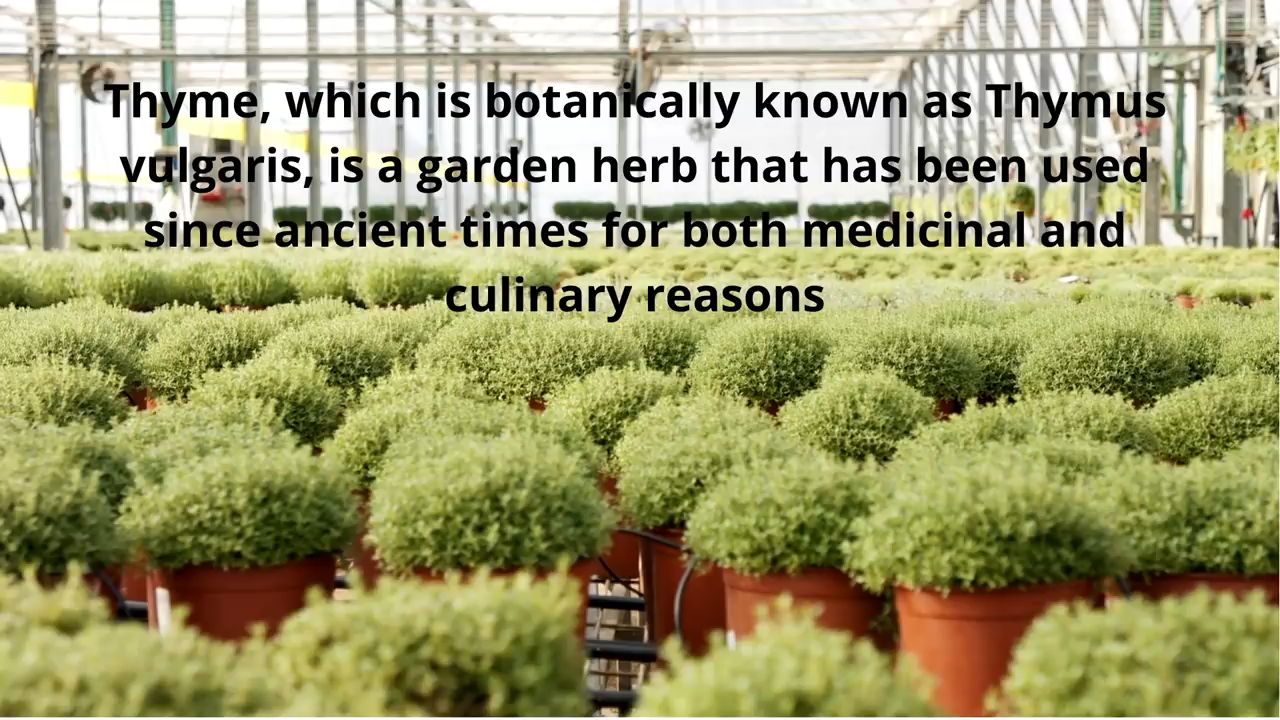 Thyme, which is botanically known as Thymus
vulgaris, is a garden herb that has been used
since ancient times for both medicinal and
culinary reasons